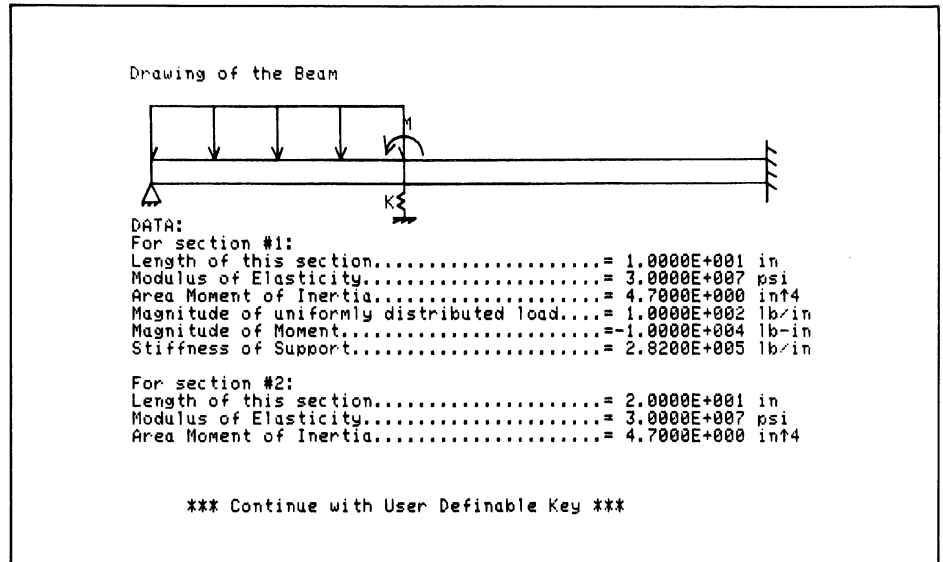 Drawing of the Beam
M
K
DATA:
For section #1:
Length of this section.....................= 1.0000E+001 in
Modulus of Elasticity......................= 3.0000E+007 psi
Area Moment of Inertia.....................= 4.7000E+000 in↑4
Magnitude of uniformly distributed load....= 1.0000E+002 lb/in
Magnitude of Moment........................=-1.0000E+004 lb-in
Stiffness of Support.......................= 2.8200E+005 lb/in
For section #2:
Length of this section.....................= 2.0000E+001 in
Modulus of Elasticity......................= 3.0000E+007 psi
Area Moment of Inertia.....................= 4.7000E+000 in↑4
*** Continue with User Definable Key ***